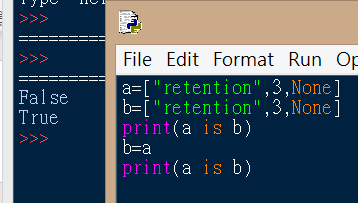 >>>
=========
>>>
=========
False
True
>>>
File Edit Format Run
a=["retention",3,None]
b=["retention",3,None]
print(a is b)
b=a
print(a is b)